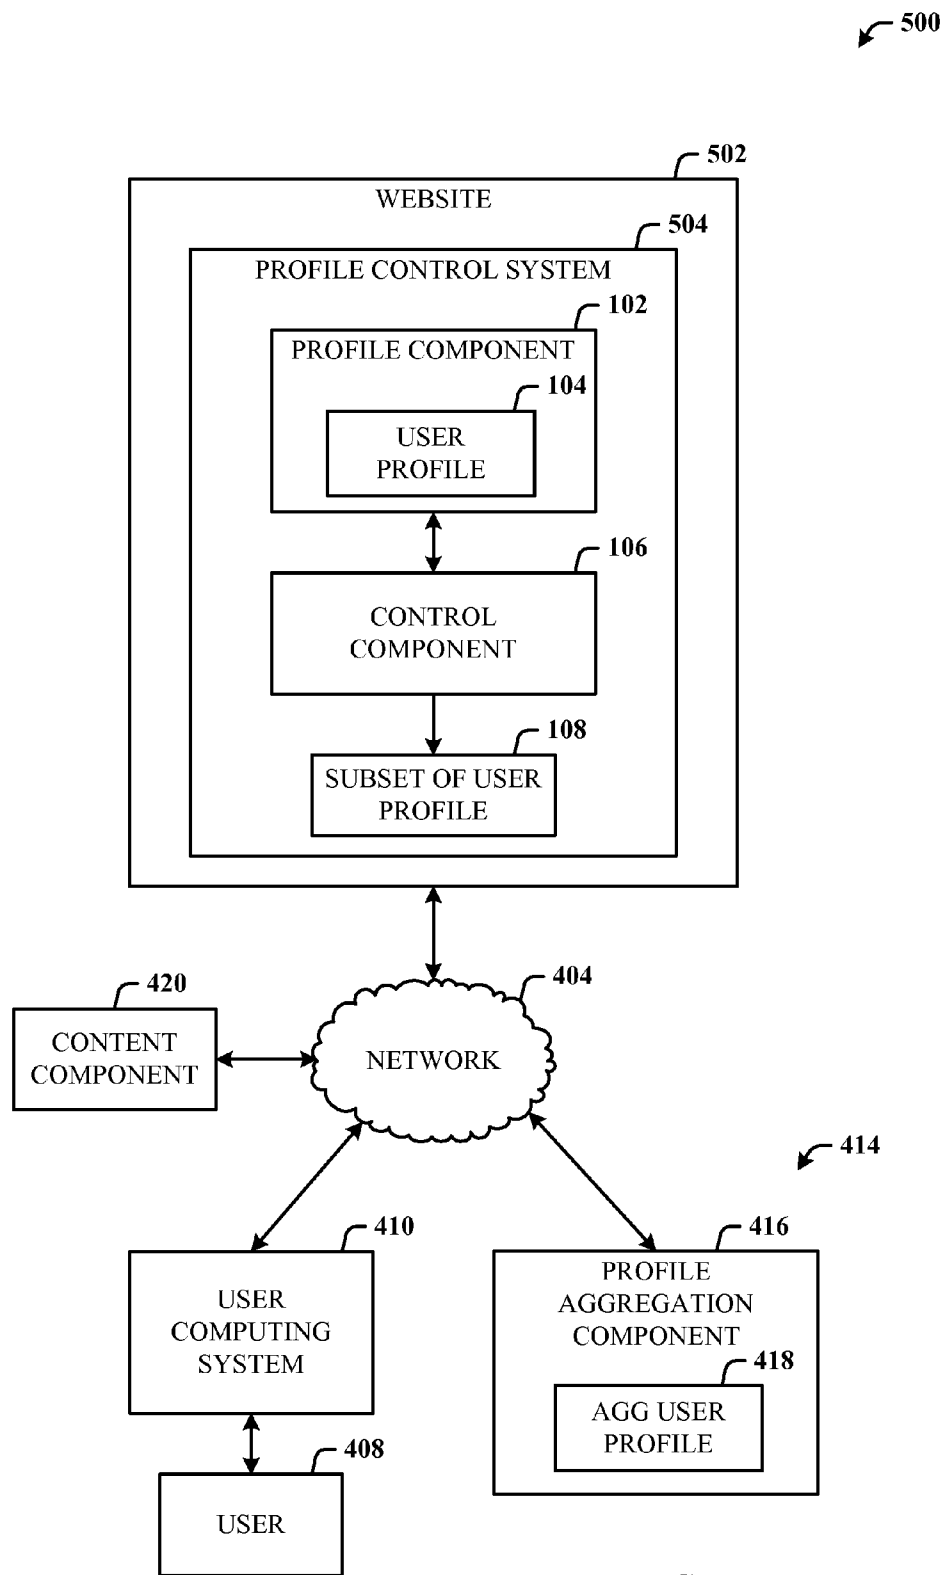 500
502
WEBSITE
504
PROFILE CONTROL SYSTEM
102
PROFILE COMPONENT
104
USER
PROFILE
106
CONTROL
COMPONENT
108
SUBSET OF USER
PROFILE
404
NETWORK
420
CONTENT
COMPONENT
414
410
USER
COMPUTING
SYSTEM
416
PROFILE
AGGREGATION
COMPONENT
418
AGG USER
PROFILE
408
USER